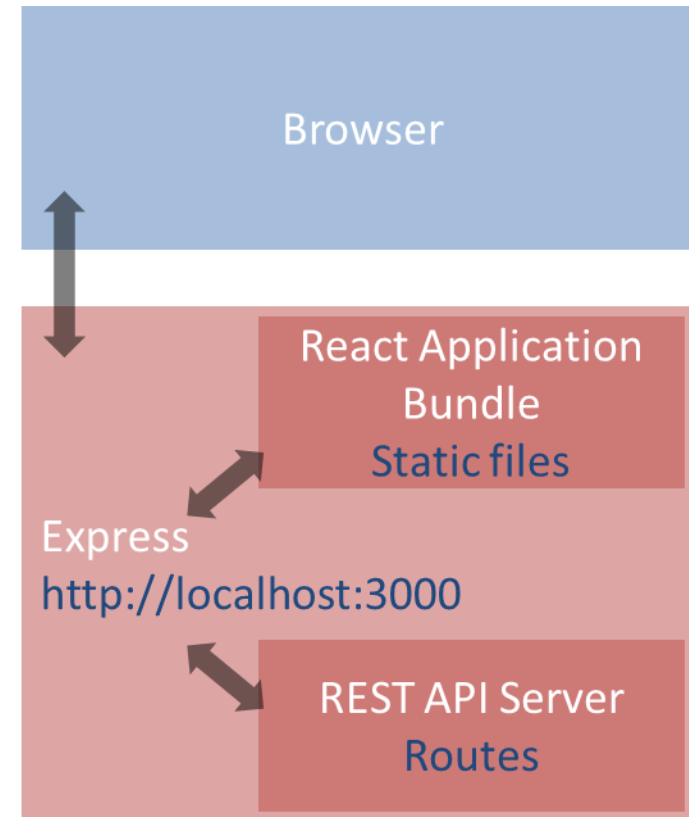 Browser
React Application
Bundle
Static files
Express
http://localhost:3000
REST API Server
Routes